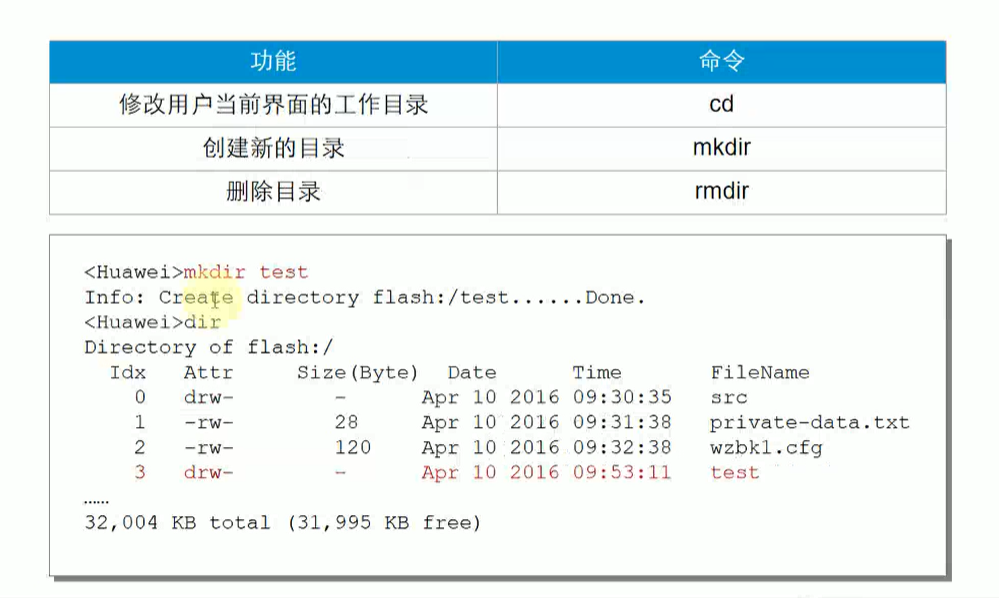 功能 命令
修改用户当前界面的工作目录 cd
创建新的目录 mkdir
删除目录 rmdir
<Huawei>mkdir test
Info: Create directory flash:/test......Done.
<Huawei>dir
Directory of flash:/
Idx Attr Size(Byte) Date Time FileName
0 drw- - Apr 10 2016 09:30:35 src
1 -rw- 28 Apr 10 2016 09:31:38 private-data.txt
2 -rw- 120 Apr 10 2016 09:32:38 wzbk1.cfg
3 drw- - Apr 10 2016 09:53:11 test
……
32,004 KB total (31,995 KB free)